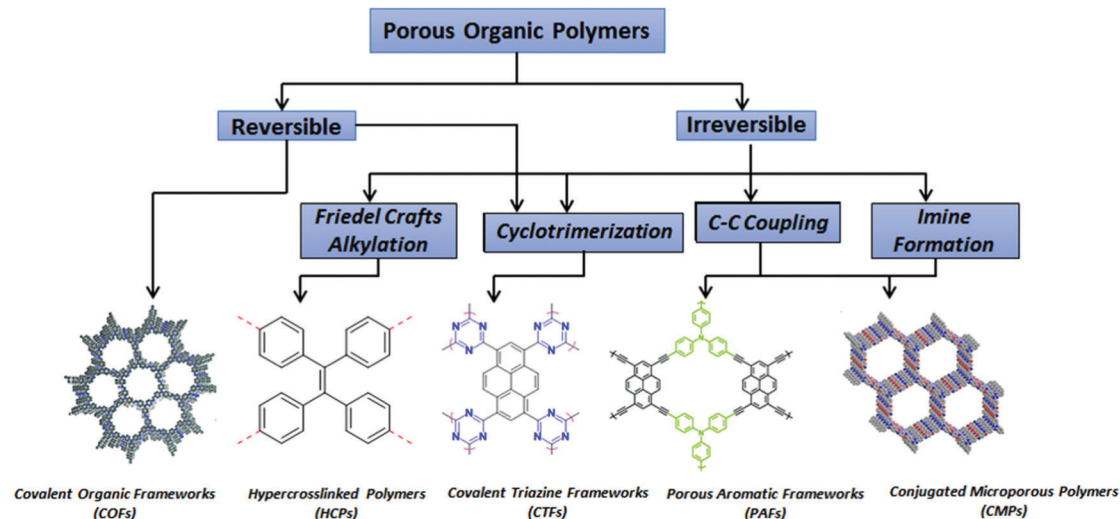 Porous Organic Polymers
Reversible
Irreversible
Friedel Crafts
Alkylation
Cyclotrimerization
C-C Coupling
Imine
Formation
N N N N
N N
N N
N N
N N
N N N N
N
N
Covalent Organic Frameworks
(COFs)
Hypercrosslinked Polymers
(HCPs)
Covalent Triazine Frameworks
(CTFs)
Porous Aromatic Frameworks
(PAFs)
Conjugated Microporous Polymers
(CMPs)